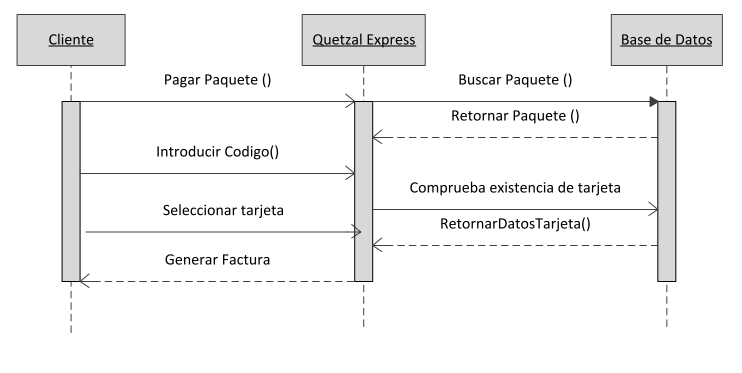 Cliente
Quetzal Express
Base de Datos
Pagar Paquete ()
Buscar Paquete ()
Retornar Paquete ()
Introducir Codigo()
Comprueba existencia de tarjeta
Seleccionar tarjeta
RetornarDatosTarjeta()
Generar Factura